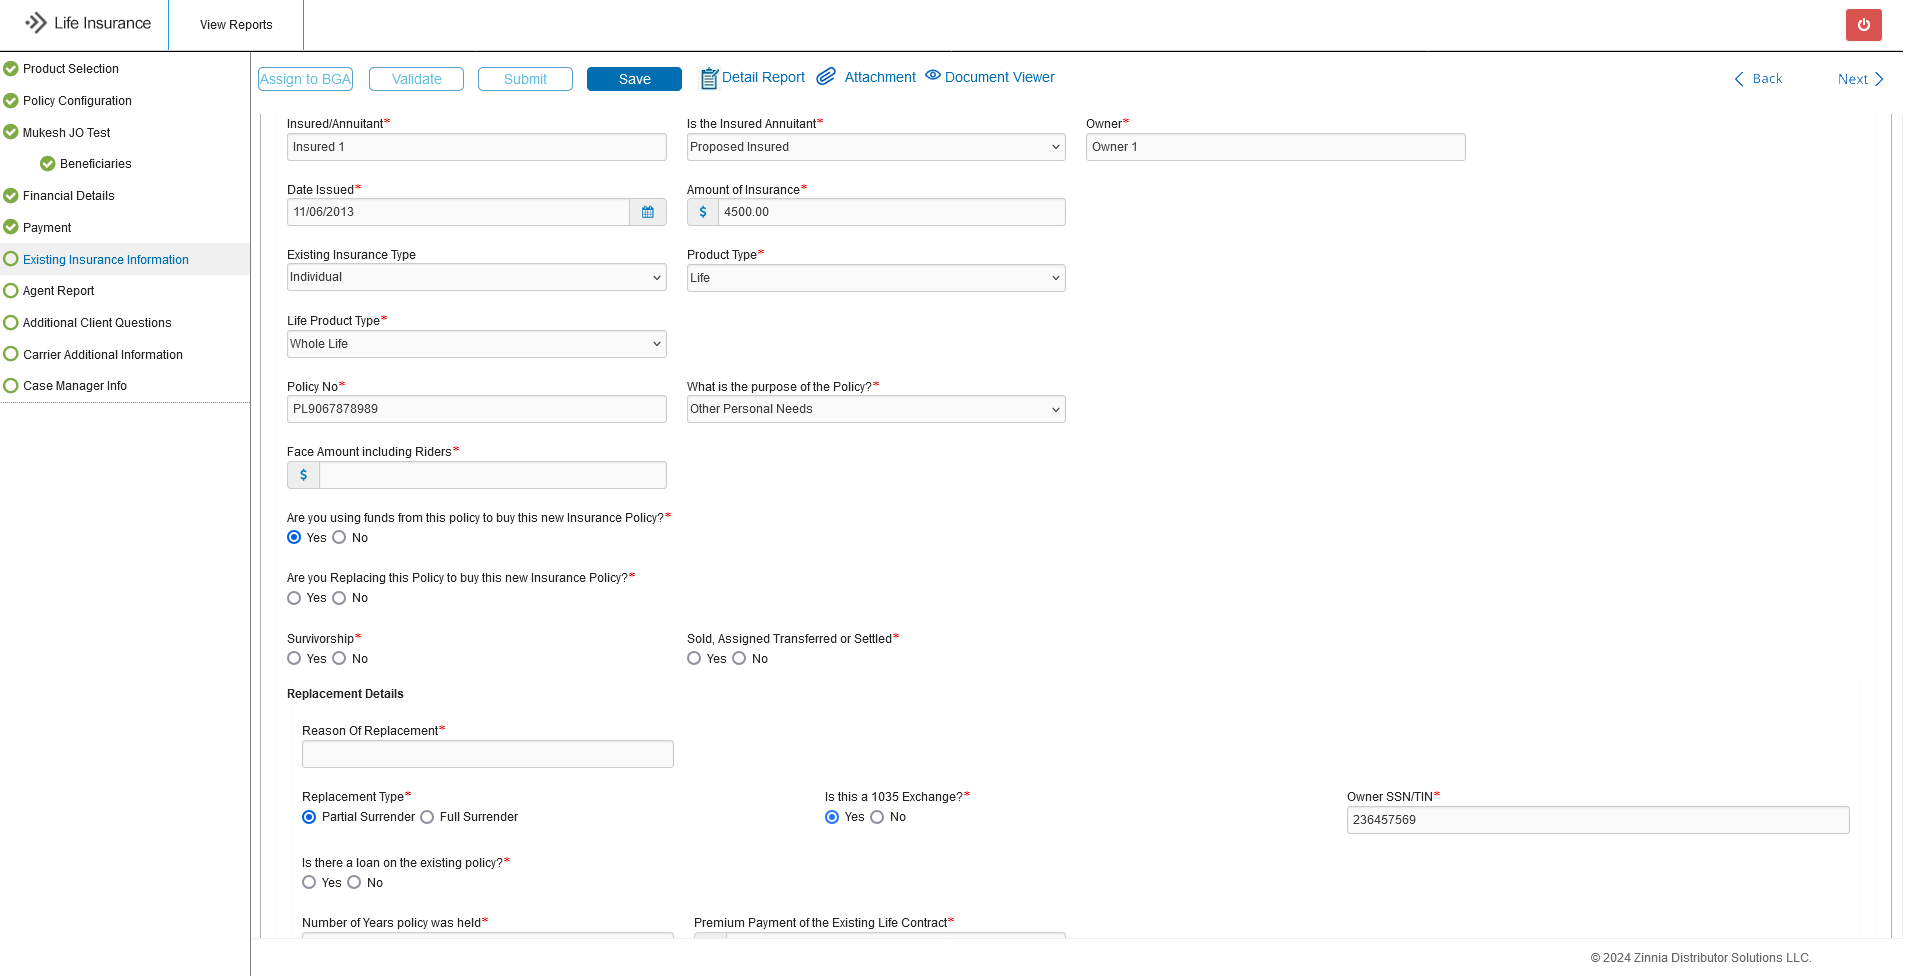 Life Insurance View Reports
Product Selection
Policy Configuration
Mukesh JO Test
Beneficiaries
Financial Details
Payment
Existing Insurance Information
Agent Report
Additional Client Questions
Carrier Additional Information
Case Manager Info
Assign to BGA Validate Submit Save Detail Report Attachment Document Viewer Back Next
Insured/Annuitant* Is the Insured Annuitant* Owner*
Insured 1 Proposed Insured Owner 1
Date Issued* Amount of Insurance*
11/06/2013 $ 4500.00
Existing Insurance Type Product Type*
Individual Life
Life Product Type*
Whole Life
Policy No* What is the purpose of the Policy?*
PL9067878989 Other Personal Needs
Face Amount including Riders*
$
Are you using funds from this policy to buy this new Insurance Policy?*
Yes No
Are you Replacing this Policy to buy this new Insurance Policy?*
Yes No
Survivorship* Sold, Assigned Transferred or Settled*
Yes No Yes No
Replacement Details
Reason Of Replacement*
Replacement Type* Is this a 1035 Exchange?* Owner SSN/TIN*
Partial Surrender Full Surrender Yes No 236457569
Is there a loan on the existing policy?*
Yes No
Number of Years policy was held* Premium Payment of the Existing Life Contract*
© 2024 Zinnia Distributor Solutions LLC.